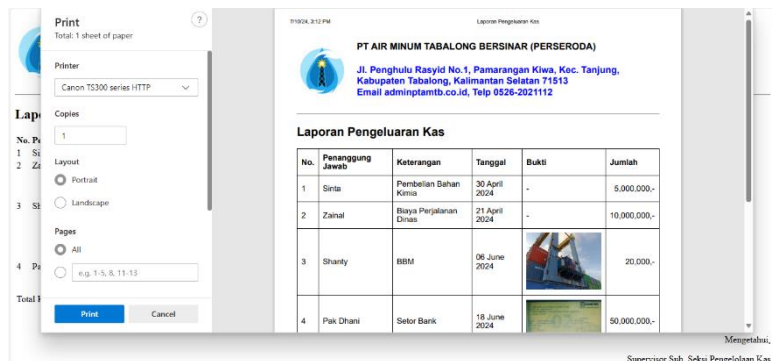 Print
?
Total: 1 sheet of paper
Printer
Canon TS300 series HTTP
Copies
1
Layout
Portrait
Landscape
Pages
All
e.g. 1-5, 8, 11-13
Print
Cancel
7/10/24, 3:12 PM
Laporan Pengeluaran Kas
PT AIR MINUM TABALONG BERSINAR (PERSERODA)
Jl. Penghulu Rasyid No.1, Pamarangan Kiwa, Kec. Tanjung,
Kabupaten Tabalong, Kalimantan Selatan 71513
Email adminptamtb.co.id, Telp 0526-2021112
Laporan Pengeluaran Kas
No. Penanggung Jawab Keterangan Tanggal Bukti Jumlah
1 Sinta Pembelian Bahan Kimia 30 April 2024 - 5.000.000,-
2 Zainal Biaya Perjalanan Dinas 21 April 2024 - 10,000,000,-
3 Shanty BBM 06 June 2024 20,000,-
4 Pak Dhani Setor Bank 18 June 2024 50,000,000,-
Lap
No. Pe
1 Si
2 Za
3 Sh
4 Pa
Total
Mengetahui,
Supervisor Sub. Seksi Pengelolaan Kas